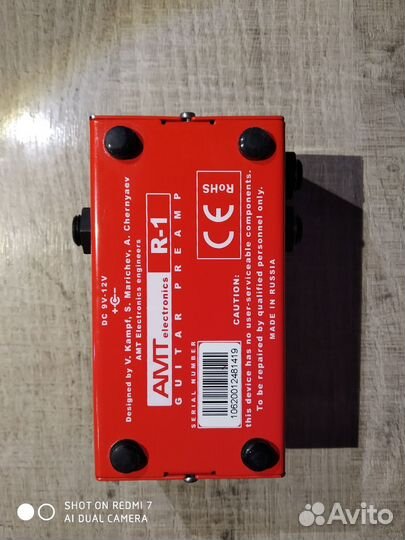 DC 9V-12V
Designed by V. Kampf, S. Marichev, A. Chernyaev
AMT Electronics engineers
AMT electronics R-1
GUITAR PREAMP
SERIAL NUMBER
10620012481419
RoHS
CE
CAUTION:
this device has no user-serviceable components.
To be repaired by qualified personnel only.
MADE IN RUSSIA
SHOT ON REDMI 7
AI DUAL CAMERA
Avito